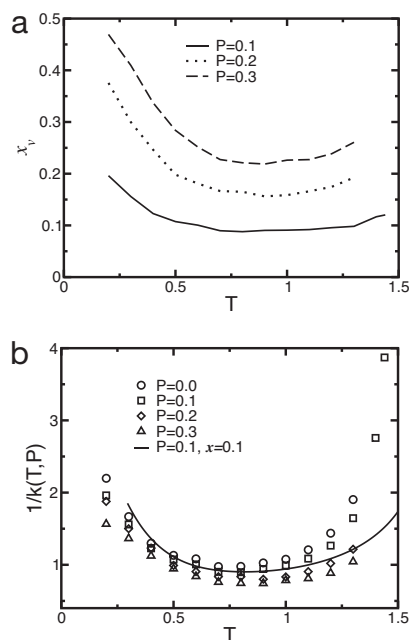 a
0.5
0.4
0.3
0.2
0.1
0
x_v
P=0.1
P=0.2
P=0.3
0 0.5 1 1.5
T
b
4
3
2
1
0
1/k(T,P)
P=0.0
P=0.1
P=0.2
P=0.3
P=0.1, x=0.1
0 0.5 1 1.5
T